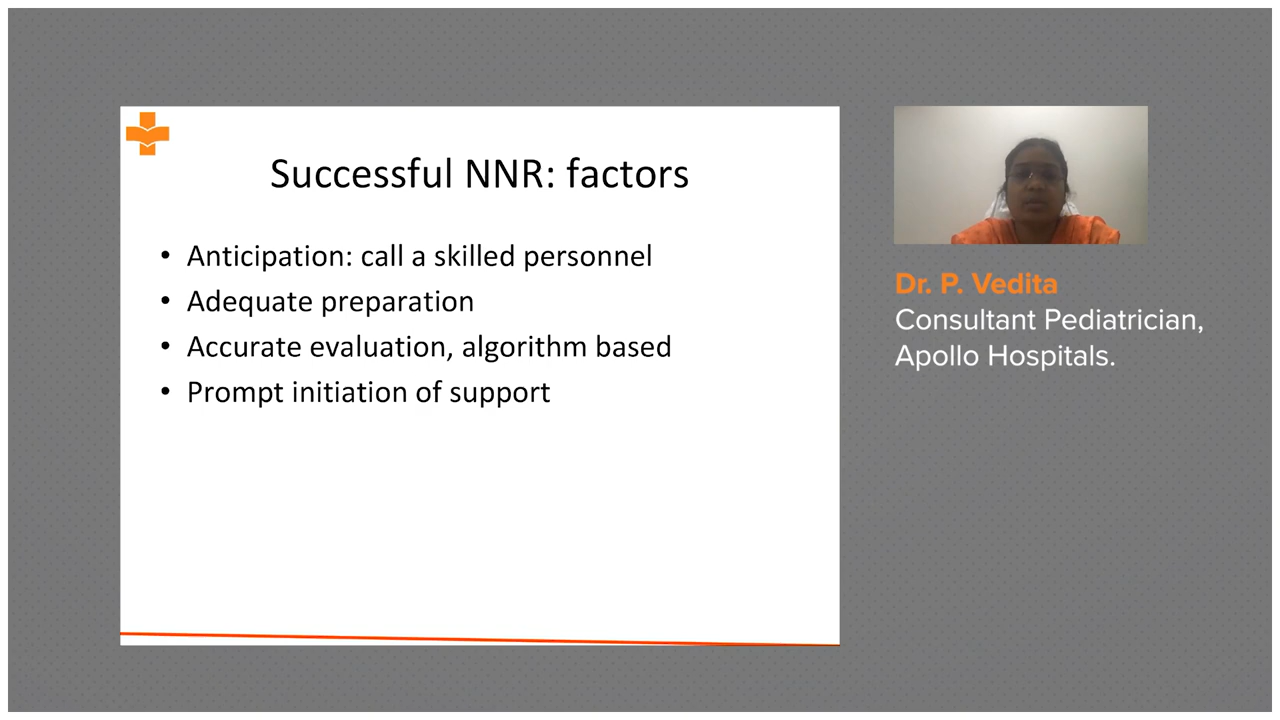 Successful NNR: factors
• Anticipation: call a skilled personnel
• Adequate preparation
• Accurate evaluation, algorithm based
• Prompt initiation of support
Dr. P. Vedita
Consultant Pediatrician,
Apollo Hospitals.